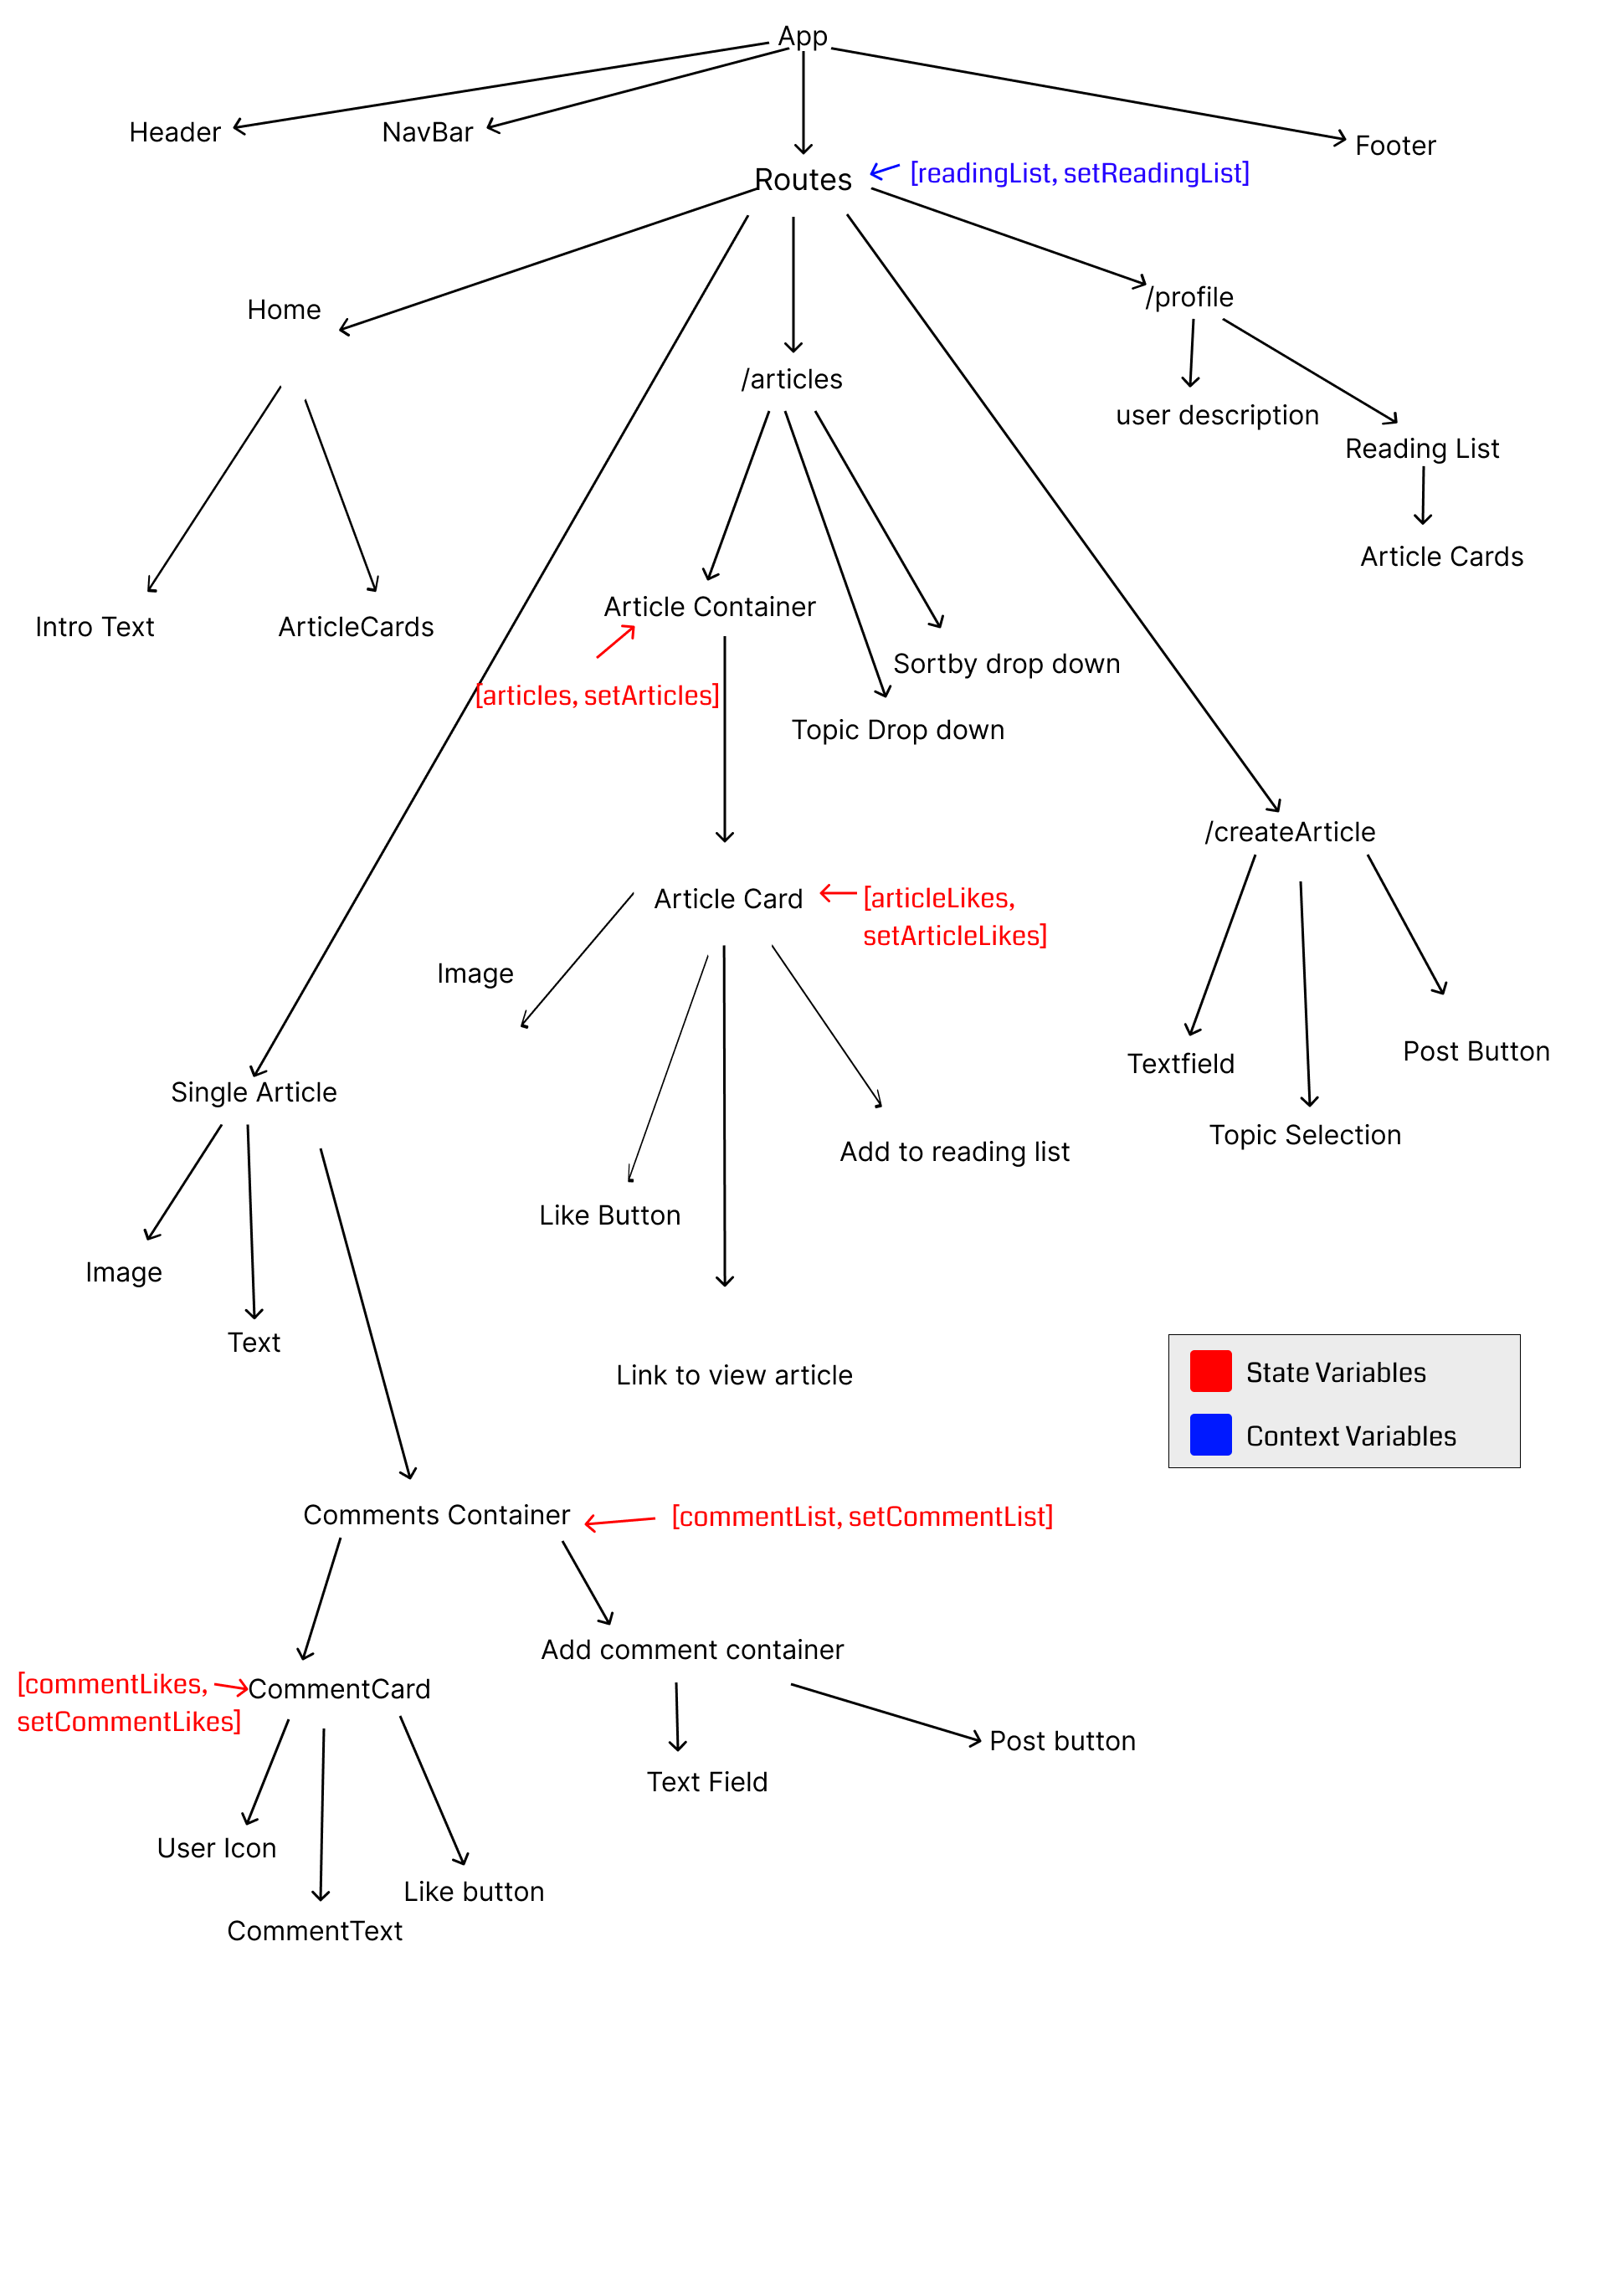 App
Header
NavBar
Footer
Routes
[readingList, setReadingList]
Home
/profile
/articles
user description
Reading List
Article Cards
Intro Text
ArticleCards
Article Container
[articles, setArticles]
Sortby drop down
Topic Drop down
/createArticle
Article Card
[articleLikes,
setArticleLikes]
Image
Textfield
Post Button
Topic Selection
Single Article
Add to reading list
Like Button
Image
Text
Link to view article
State Variables
Context Variables
Comments Container
[commentList, setCommentList]
Add comment container
[commentLikes,
setCommentLikes]
CommentCard
Post button
Text Field
User Icon
Like button
CommentText